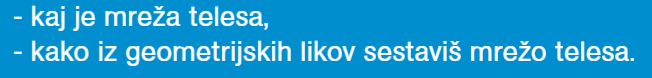 - kaj je mreža telesa,
- kako iz geometrijskih likov sestaviš mrežo telesa.